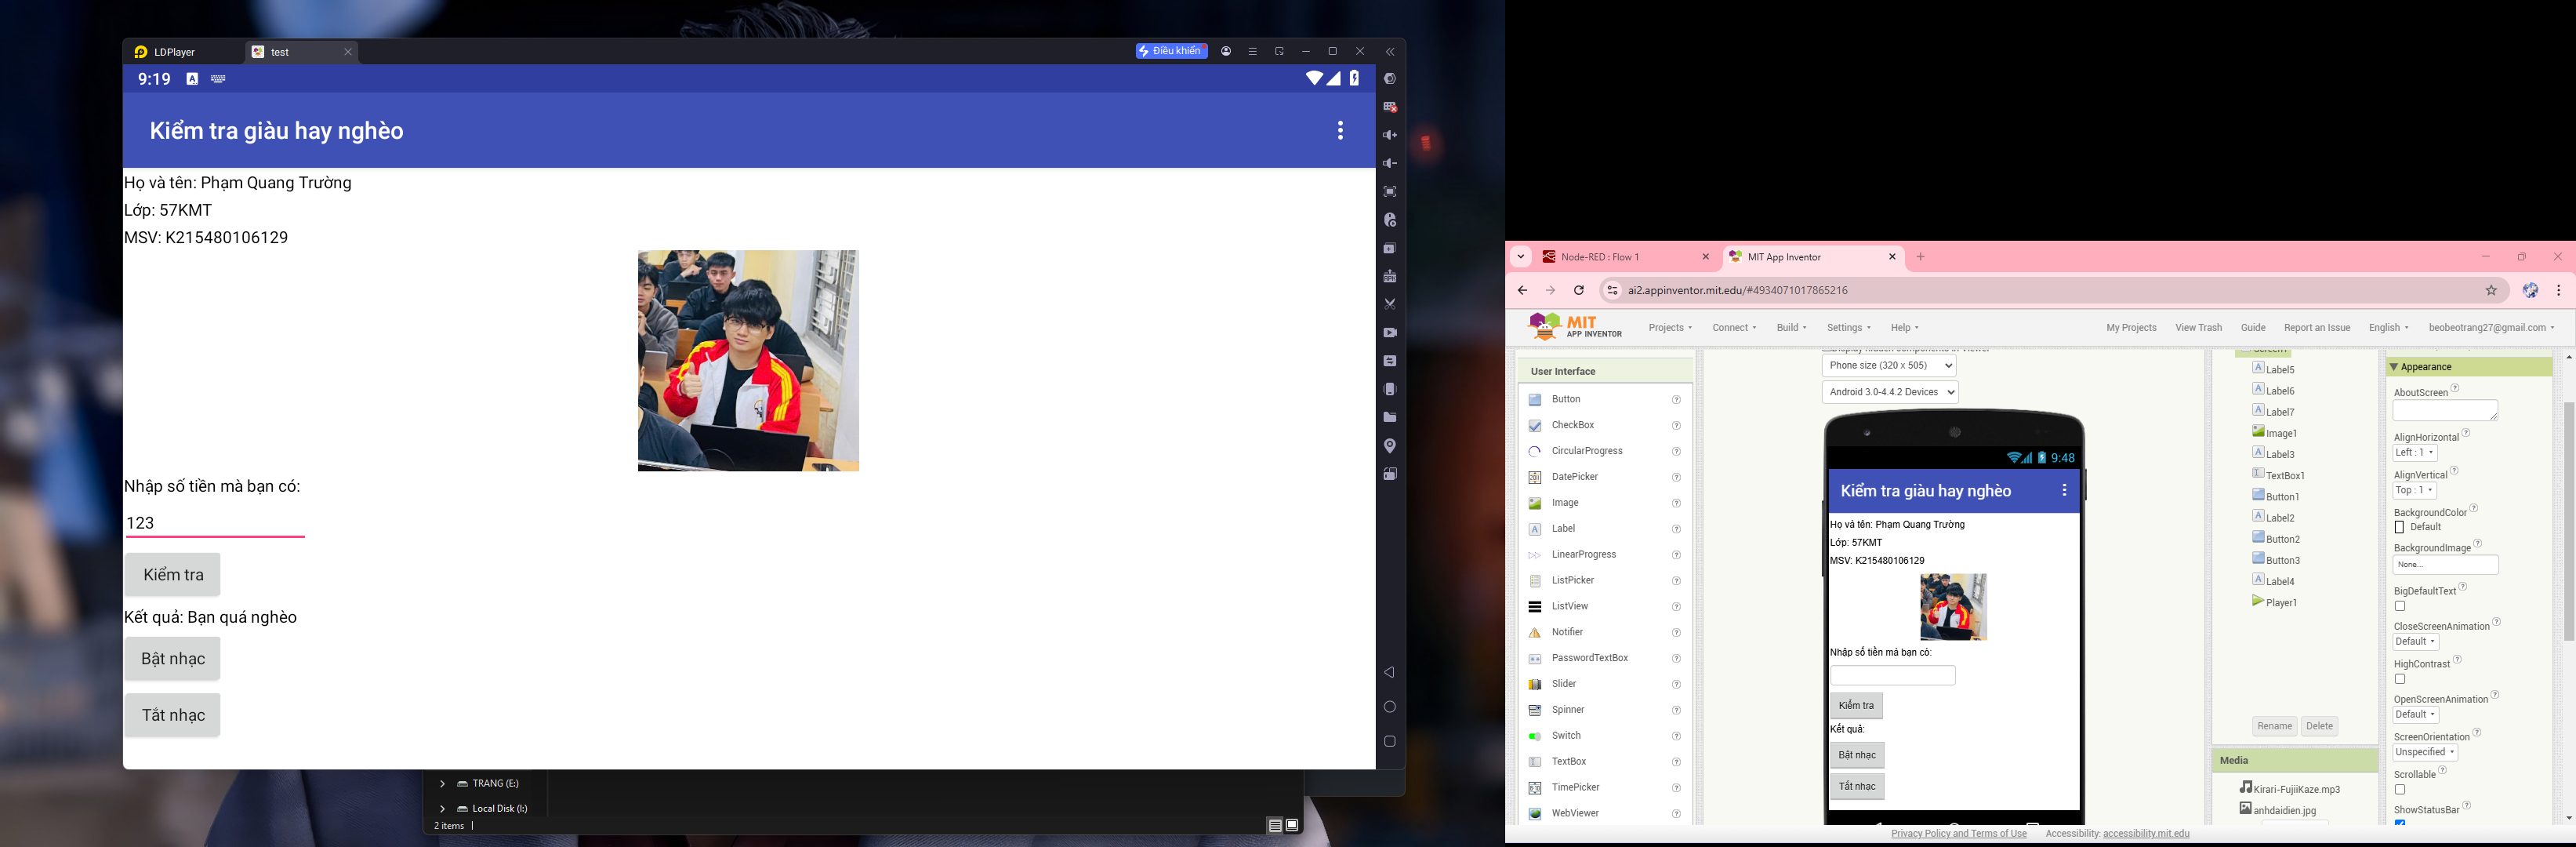 LDPlayer
test
Điều khiển
9:19
A
Kiểm tra giàu hay nghèo
Họ và tên: Phạm Quang Trường
Lớp: 57KMT
MSV: K215480106129
Nhập số tiền mà bạn có:
123
Kiểm tra
Kết quả: Bạn quá nghèo
Bật nhạc
Tắt nhạc
TRANG (E:)
Local Disk (I:)
2 items
Node-RED : Flow 1
MIT App Inventor
ai2.appinventor.mit.edu/#4934071017865216
MIT
APP INVENTOR
Projects
Connect
Build
Settings
Help
My Projects
View Trash
Guide
Report an Issue
English
beobeotrang27@gmail.com
User Interface
Button
CheckBox
CircularProgress
DatePicker
Image
Label
LinearProgress
ListPicker
ListView
Notifier
PasswordTextBox
Slider
Spinner
Switch
TextBox
TimePicker
WebViewer
Phone size (320 x 505)
Android 3.0-4.4.2 Devices
9:48
Kiểm tra giàu hay nghèo
Họ và tên: Phạm Quang Trường
Lớp: 57KMT
MSV: K215480106129
Nhập số tiền mà bạn có:
Kiểm tra
Kết quả:
Bật nhạc
Tắt nhạc
Label5
Label6
Label7
Image1
Label3
TextBox1
Button1
Label2
Button2
Button3
Label4
Player1
Rename
Delete
Media
Kirari-FujiiKaze.mp3
anhdaidien.jpg
Appearance
AboutScreen
AlignHorizontal
Left : 1
AlignVertical
Top : 1
BackgroundColor
Default
BackgroundImage
None...
BigDefaultText
CloseScreenAnimation
Default
HighContrast
OpenScreenAnimation
Default
ScreenOrientation
Unspecified
Scrollable
ShowStatusBar
Privacy Policy and Terms of Use
Accessibility: accessibility.mit.edu